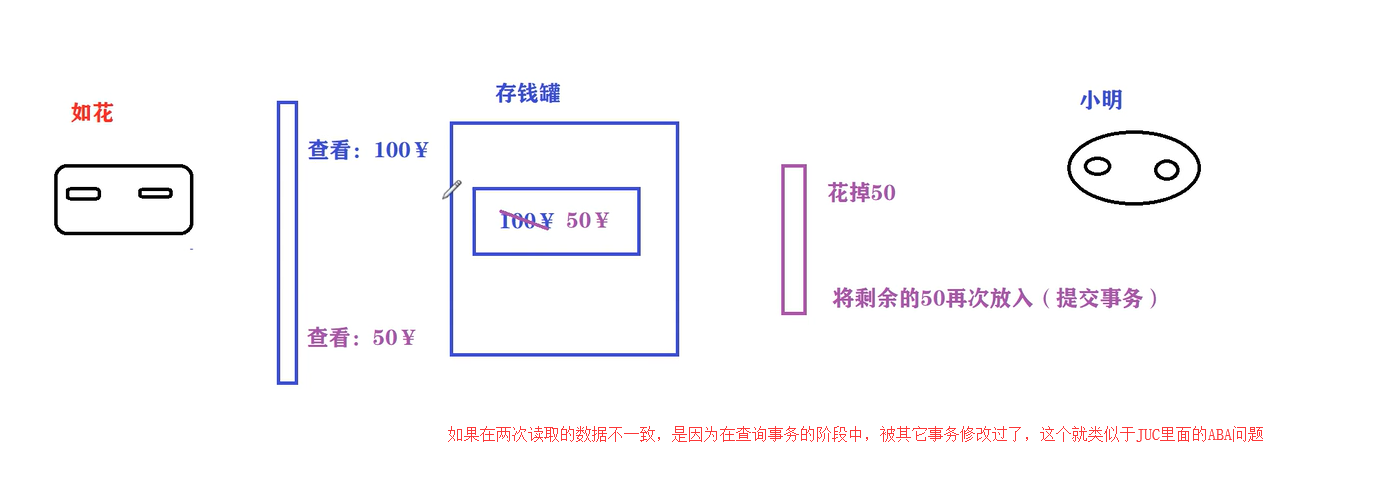 存钱罐
小明
如花
查看：100￥
花掉50
100￥ 50￥
将剩余的50再次放入（提交事务）
查看：50￥
如果在两次读取的数据不一致，是因为在查询事务的阶段中，被其它事务修改过了，这个就类似于JUC里面的ABA问题